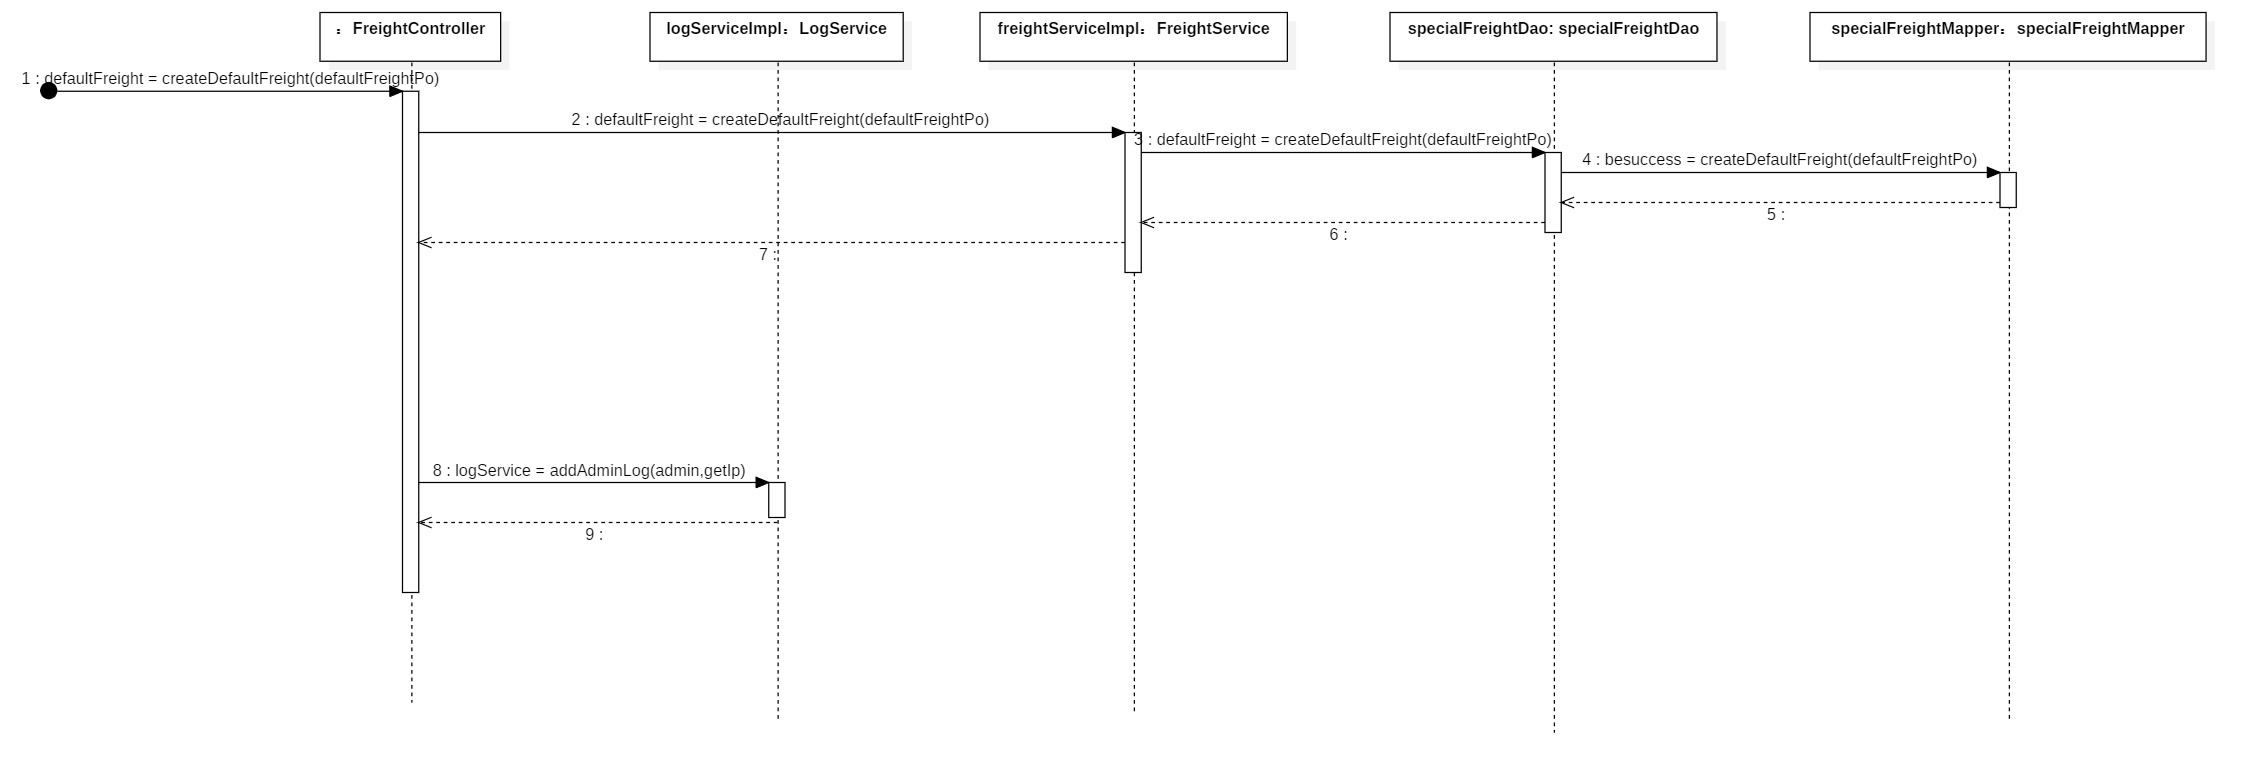 ：FreightController
logServiceImpl：LogService
freightServiceImpl：FreightService
specialFreightDao: specialFreightDao
specialFreightMapper：specialFreightMapper
1 : defaultFreight = createDefaultFreight(defaultFreightPo)
2 : defaultFreight = createDefaultFreight(defaultFreightPo)
3 : defaultFreight = createDefaultFreight(defaultFreightPo)
4 : besuccess = createDefaultFreight(defaultFreightPo)
5 :
6 :
7 :
8 : logService = addAdminLog(admin,getIp)
9 :